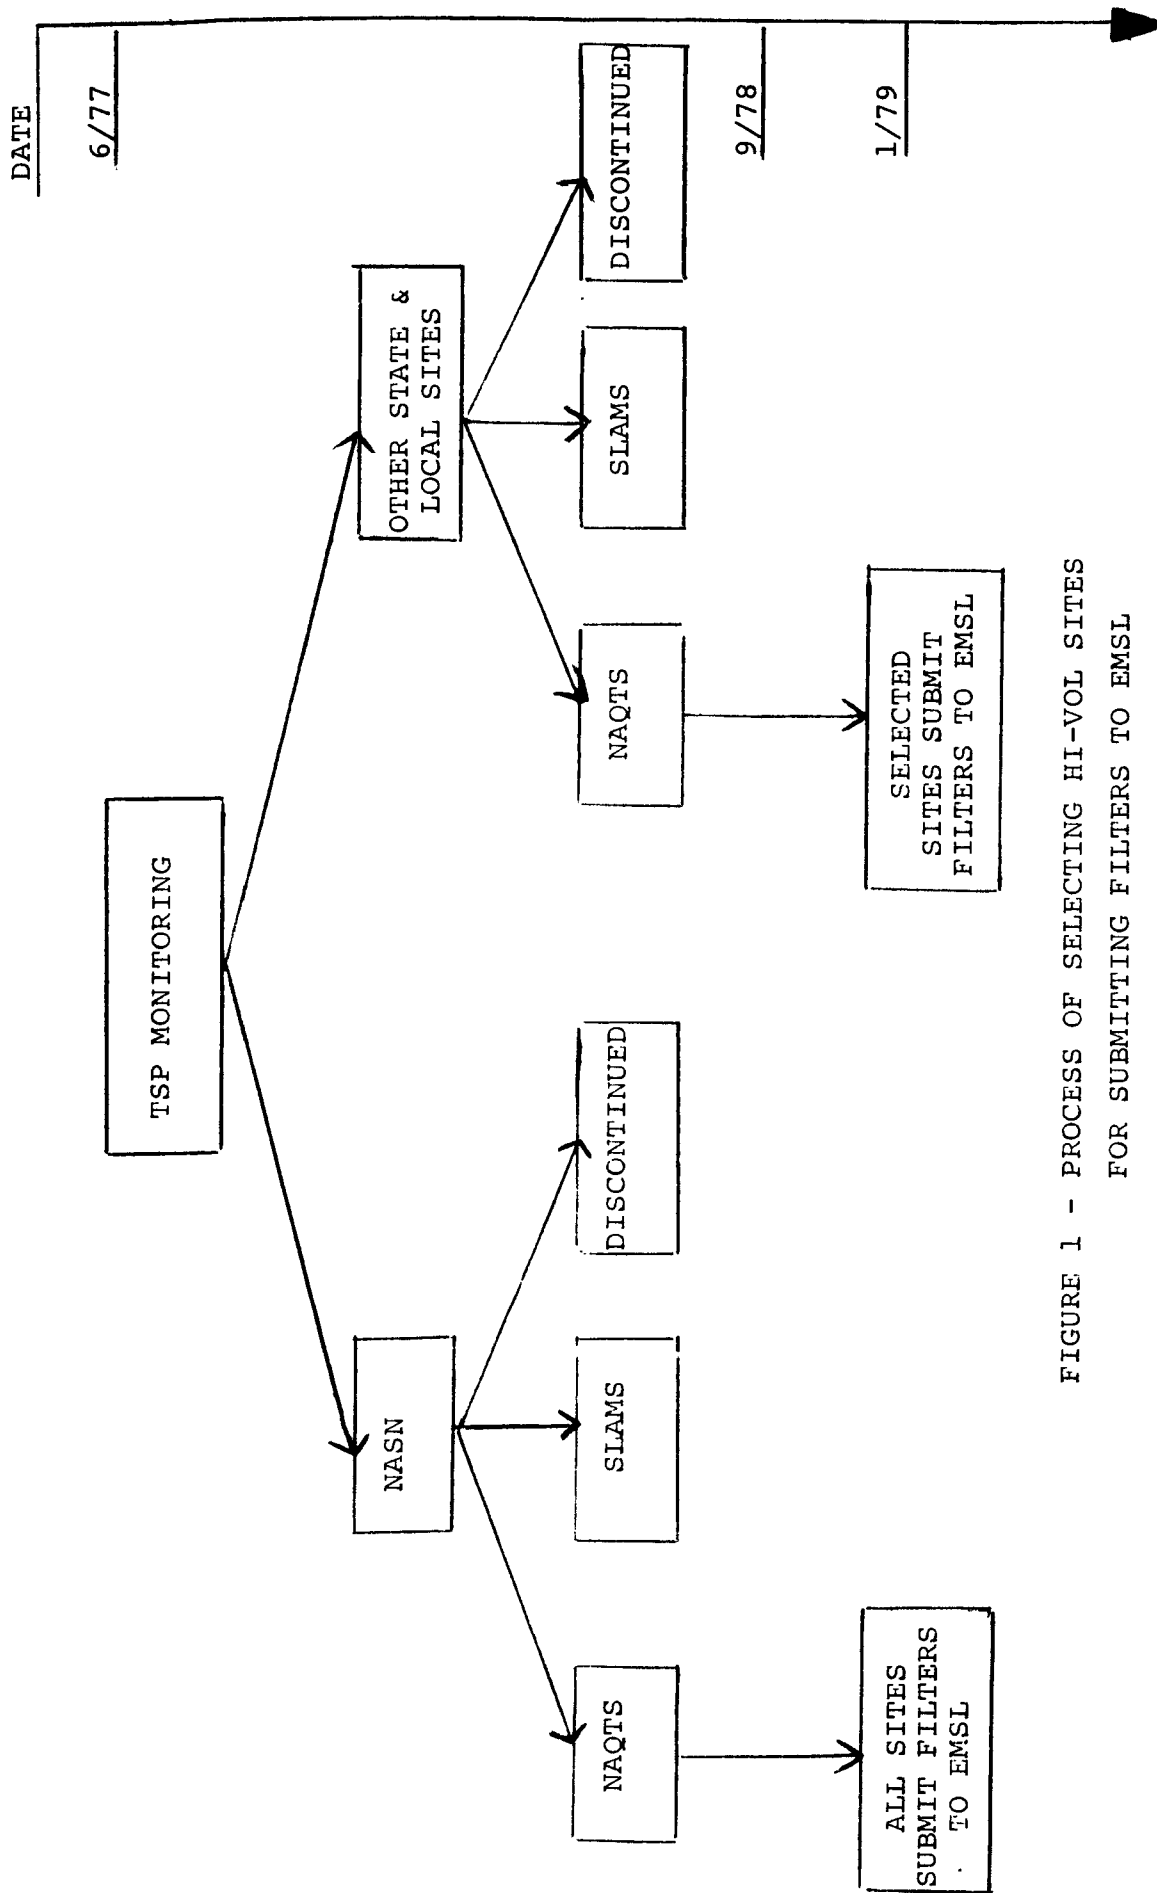 DATE
6/77
TSP MONITORING
NASN
OTHER STATE &
LOCAL SITES
NAQTS
SLAMS
DISCONTINUED
NAQTS
SLAMS
DISCONTINUED
9/78
ALL SITES
SUBMIT FILTERS
TO EMSL
SELECTED
SITES SUBMIT
FILTERS TO EMSL
1/79
FIGURE 1 - PROCESS OF SELECTING HI-VOL SITES
FOR SUBMITTING FILTERS TO EMSL